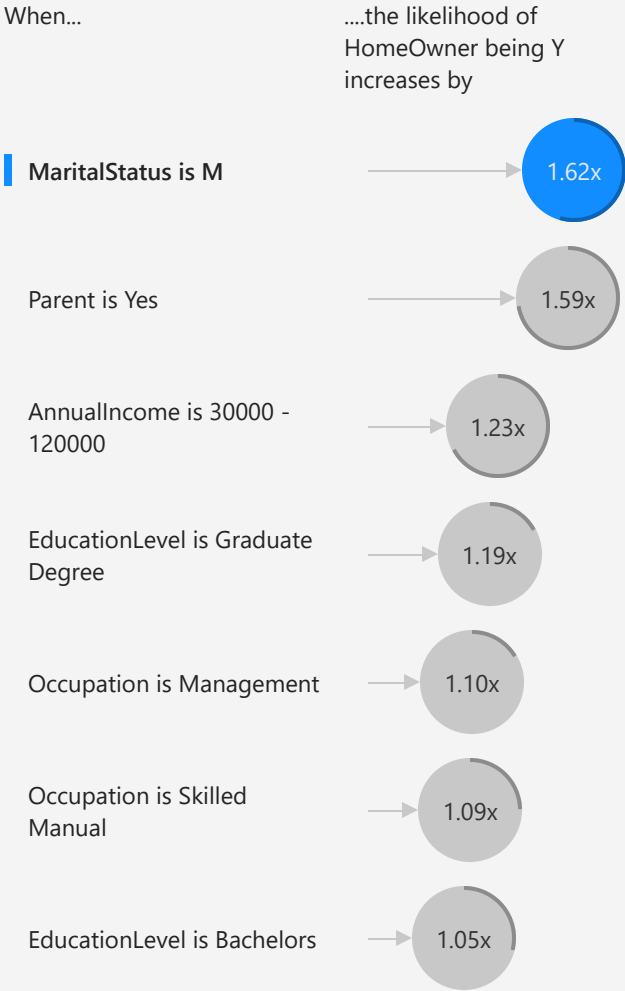 When...
....the likelihood of
HomeOwner being Y
increases by
MaritalStatus is M
1.62x
Parent is Yes
1.59x
AnnualIncome is 30000 -
120000
1.23x
EducationLevel is Graduate
Degree
1.19x
Occupation is Management
1.10x
Occupation is Skilled
Manual
1.09x
EducationLevel is Bachelors
1.05x